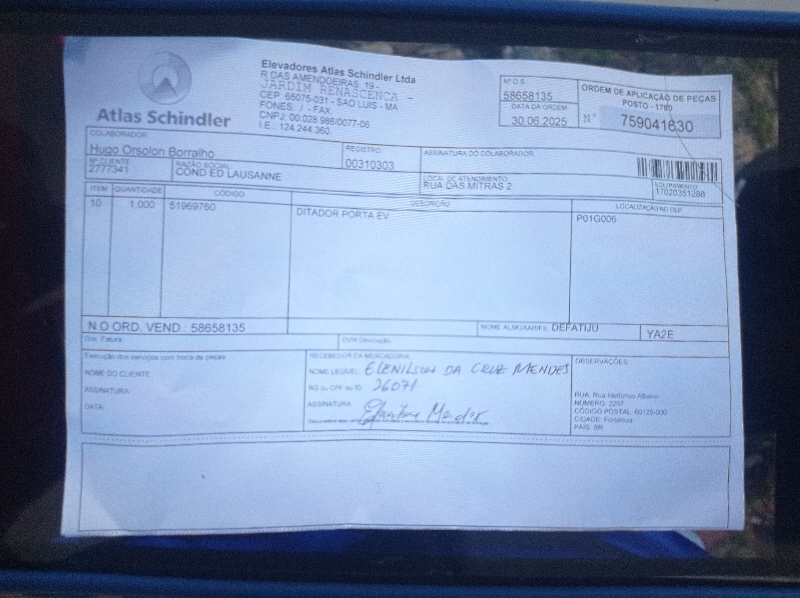 Atlas Schindler
Elevadores Atlas Schindler Ltda
R DAS AMENDOEIRAS, 19 -
JARDIM RENASCENCA -
CEP 65075-031 - SAO LUIS - MA
FONES. / - FAX
CNPJ: 00.028.986/0077-06
I.E.: 124.244.360.
Nº O.S.
58658135
DATA DA ORDEM
30.06.2025
ORDEM DE APLICAÇÃO DE PEÇAS
POSTO - 1780
Nº 759041630
COLABORADOR
Hugo Orsolon Borralho
REGISTRO
00310303
ASSINATURA DO COLABORADOR
Nº CLIENTE
2777341
RAZÃO SOCIAL
COND ED LAUSANNE
LOCAL DE ATENDIMENTO
RUA DAS MITRAS 2
EQUIPAMENTO
17020351288
ITEM QUANTIDADE CÓDIGO DESCRIÇÃO LOCALIZAÇÃO NO DEP.
10 1,000 51969760 DITADOR PORTA EV P01G006
N.O ORD. VEND.: 58658135
NOME ALMOXARIFE: DEFATIJU
YA2E
Doc. Fatura
OVM Devolução
Execução dos serviços com troca de peças
NOME DO CLIENTE:
ASSINATURA:
DATA:
RECEBEDOR DA MERCADORIA
NOME LEGÍVEL: ELENILSON DA CRUZ MENDES
RG ou CPF ou ID: 26071
ASSINATURA
OBSERVAÇÕES
RUA: Rua Ildefonso Albano
NUMERO: 2257
CÓDIGO POSTAL: 60125-000
CIDADE: Fortaleza
PAÍS: BR